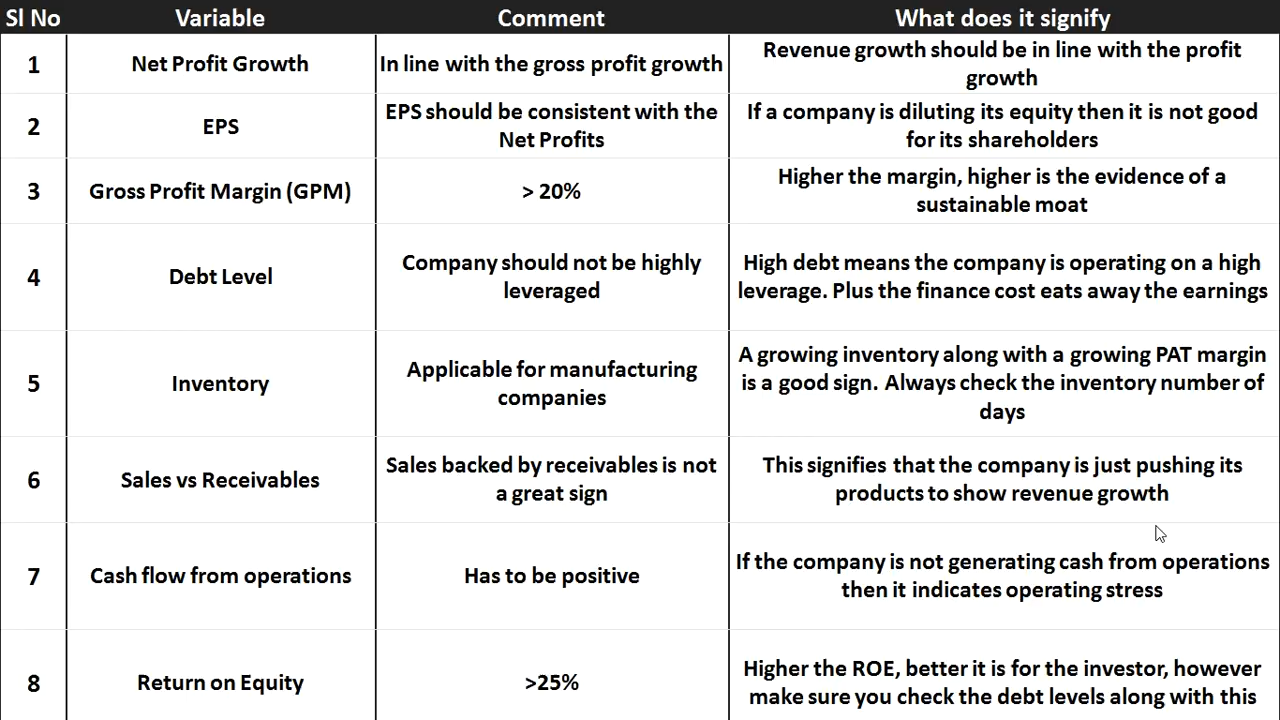 Sl No Variable Comment What does it signify
1 Net Profit Growth In line with the gross profit growth Revenue growth should be in line with the profit
growth
2 EPS EPS should be consistent with the
Net Profits
If a company is diluting its equity then it is not good
for its shareholders
3 Gross Profit Margin (GPM) > 20% Higher the margin, higher is the evidence of a
sustainable moat
4 Debt Level Company should not be highly
leveraged
High debt means the company is operating on a high
leverage. Plus the finance cost eats away the earnings
5 Inventory Applicable for manufacturing
companies
A growing inventory along with a growing PAT margin
is a good sign. Always check the inventory number of
days
6 Sales vs Receivables Sales backed by receivables is not
a great sign
This signifies that the company is just pushing its
products to show revenue growth
7 Cash flow from operations Has to be positive If the company is not generating cash from operations
then it indicates operating stress
8 Return on Equity >25% Higher the ROE, better it is for the investor, however
make sure you check the debt levels along with this